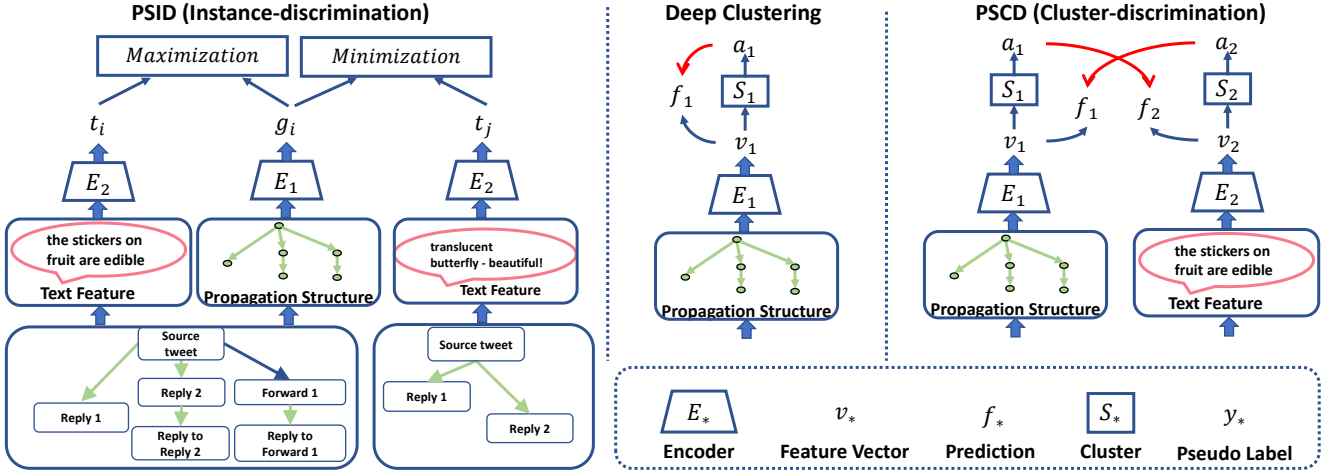 PSID (Instance-discrimination)
Maximization
Minimization
t_i
g_i
t_j
E_2
E_1
E_2
the stickers on
fruit are edible
Text Feature
Propagation Structure
translucent
butterfly - beautiful!
Text Feature
Source
tweet
Reply 1
Reply 2
Forward 1
Reply to
Reply 2
Reply to
Forward 1
Source tweet
Reply 1
Reply 2
Deep Clustering
a_1
f_1
S_1
v_1
E_1
Propagation Structure
PSCD (Cluster-discrimination)
a_1
a_2
S_1
f_1
f_2
S_2
v_1
v_2
E_1
E_2
Propagation Structure
the stickers on
fruit are edible
Text Feature
E_*
v_*
f_*
S_*
y_*
Encoder
Feature Vector
Prediction
Cluster
Pseudo Label